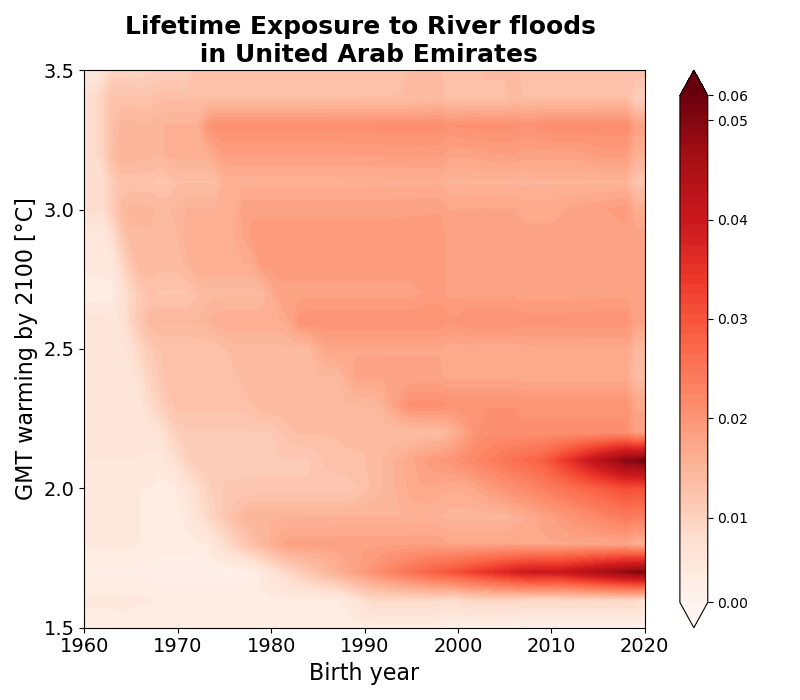 Lifetime Exposure to River floods
in United Arab Emirates
GMT warming by 2100 [°C]
3.5
3.0
2.5
2.0
1.5
1960 1970 1980 1990 2000 2010 2020
Birth year
0.06
0.05
0.04
0.03
0.02
0.01
0.00